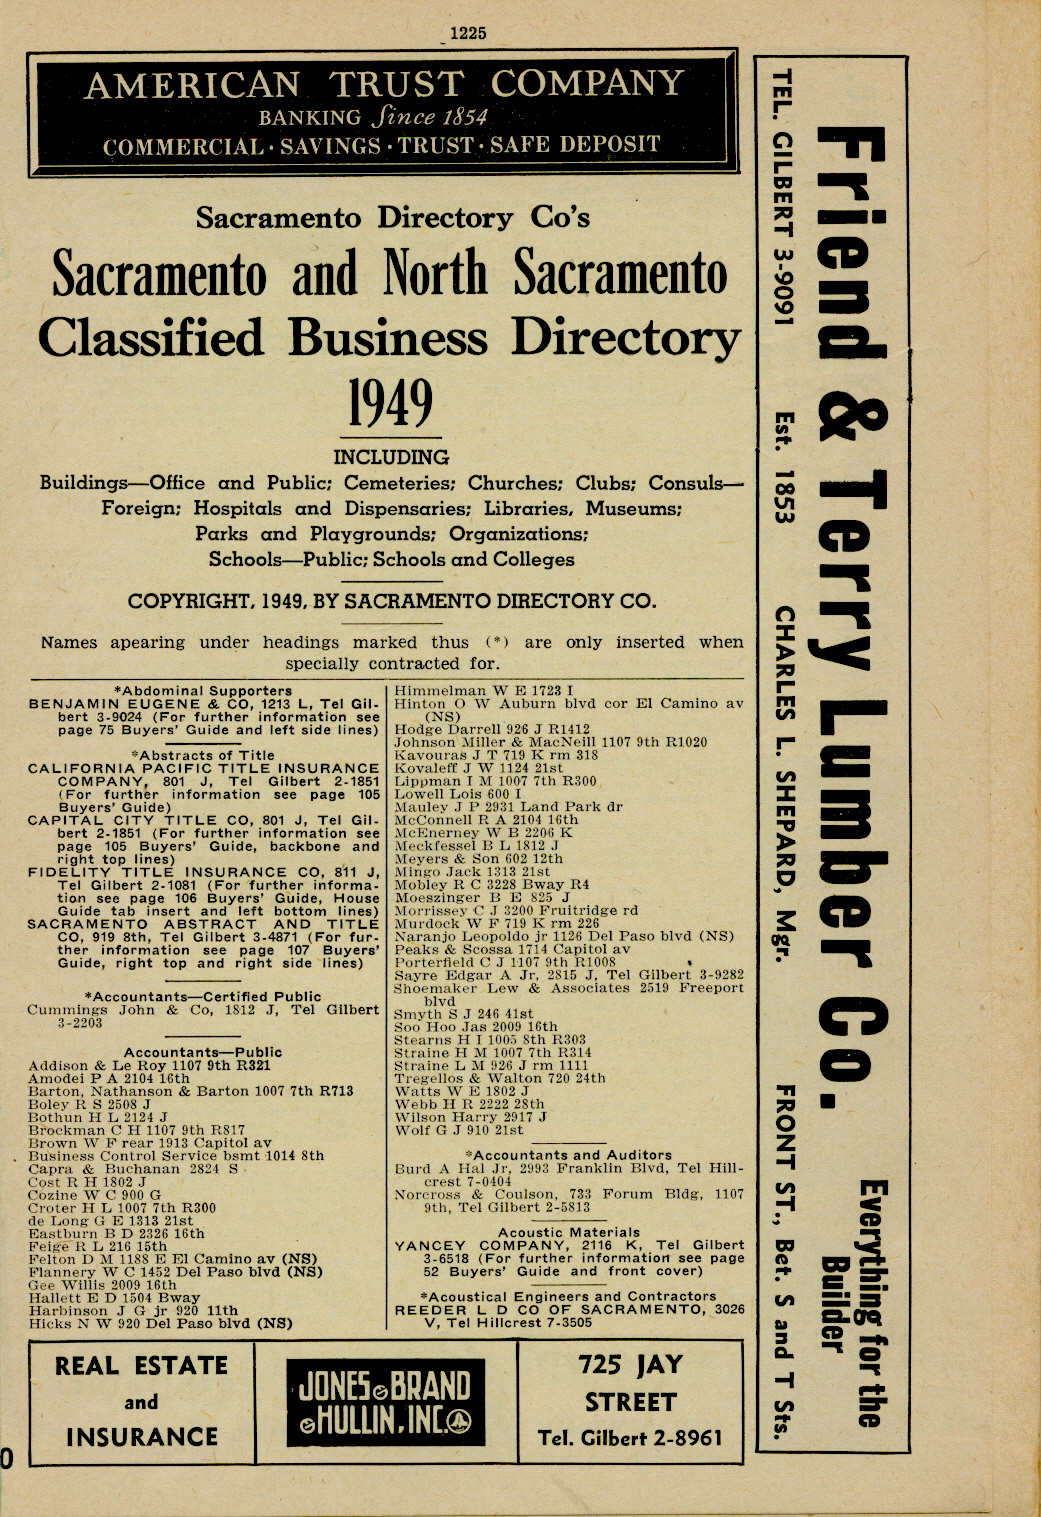 1225
AMERICAN TRUST COMPANY
BANKING Since 1854
COMMERCIAL · SAVINGS · TRUST · SAFE DEPOSIT
Sacramento Directory Co's
Sacramento and North Sacramento
Classified Business Directory
1949
INCLUDING
Buildings—Office and Public; Cemeteries; Churches; Clubs; Consuls—
Foreign; Hospitals and Dispensaries; Libraries, Museums;
Parks and Playgrounds; Organizations;
Schools—Public; Schools and Colleges
COPYRIGHT, 1949, BY SACRAMENTO DIRECTORY CO.
Names apearing under headings marked thus (*) are only inserted when
specially contracted for.
*Abdominal Supporters
BENJAMIN EUGENE & CO, 1213 L, Tel Gil-
bert 3-9024 (For further information see
page 75 Buyers' Guide and left side lines)
*Abstracts of Title
CALIFORNIA PACIFIC TITLE INSURANCE
COMPANY, 801 J, Tel Gilbert 2-1851
(For further information see page 105
Buyers' Guide)
CAPITAL CITY TITLE CO, 801 J, Tel Gil-
bert 2-1851 (For further information see
page 105 Buyers' Guide, backbone and
right top lines)
FIDELITY TITLE INSURANCE CO, 811 J,
Tel Gilbert 2-1081 (For further informa-
tion see page 106 Buyers' Guide, House
Guide tab insert and left bottom lines)
SACRAMENTO ABSTRACT AND TITLE
CO, 919 8th, Tel Gilbert 3-4871 (For fur-
ther information see page 107 Buyers'
Guide, right top and right side lines)
*Accountants—Certified Public
Cummings John & Co, 1812 J, Tel Gilbert
3-2203
Accountants—Public
Addison & Le Roy 1107 9th R321
Amodei P A 2104 16th
Barton, Nathanson & Barton 1007 7th R713
Boley R S 2508 J
Bothun H L 2124 J
Brockman C H 1107 9th R817
Brown W F rear 1913 Capitol av
Business Control Service bsmt 1014 8th
Capra & Buchanan 2824 S
Cost R H 1802 J
Cozine W C 900 G
Croter H L 1007 7th R300
de Long G E 1313 21st
Eastburn B D 2326 16th
Feige R L 216 15th
Felton D M 1188 E El Camino av (NS)
Flannery W C 1452 Del Paso blvd (NS)
Gee Willis 2009 16th
Hallett E D 1504 Bway
Harbinson J G jr 920 11th
Hicks N W 920 Del Paso blvd (NS)
Himmelman W E 1723 I
Hinton O W Auburn blvd cor El Camino av
(NS)
Hodge Darrell 926 J R1412
Johnson Miller & MacNeill 1107 9th R1020
Kavouras J T 719 K rm 318
Kovaleff J W 1124 21st
Lippman I M 1007 7th R300
Lowell Lois 600 I
Mauley J P 2931 Land Park dr
McConnell R A 2104 16th
McEnerney W B 2206 K
Meckfessel B L 1812 J
Meyers & Son 602 12th
Mingo Jack 1313 21st
Mobley R C 3228 Bway R4
Moeszinger B E 825 J
Morrissey C J 3200 Fruitridge rd
Murdock W F 719 K rm 226
Naranjo Leopoldo jr 1126 Del Paso blvd (NS)
Peaks & Scossa 1714 Capitol av
Porterfield C J 1107 9th R1008
Sayre Edgar A Jr, 2815 J, Tel Gilbert 3-9282
Shoemaker Lew & Associates 2519 Freeport
blvd
Smyth S J 246 41st
Soo Hoo Jas 2009 16th
Stearns H I 1005 8th R303
Straine H M 1007 7th R314
Straine L M 926 J rm 1111
Tregellos & Walton 720 24th
Watts W E 1802 J
Webb H R 2222 28th
Wilson Harry 2917 J
Wolf G J 910 21st
*Accountants and Auditors
Burd A Hal Jr, 2993 Franklin Blvd, Tel Hill-
crest 7-0404
Norcross & Coulson, 733 Forum Bldg, 1107
9th, Tel Gilbert 2-5813
Acoustic Materials
YANCEY COMPANY, 2116 K, Tel Gilbert
3-6518 (For further information see page
52 Buyers' Guide and front cover)
*Acoustical Engineers and Contractors
REEDER L D CO OF SACRAMENTO, 3026
V, Tel Hillcrest 7-3505
REAL ESTATE
and
INSURANCE
JONES & BRAND
& HULLIN, INC.
725 JAY
STREET
Tel. Gilbert 2-8961
0
Friend & Terry Lumber Co.
Everything for the
Builder
TEL. GILBERT 3-9091 Est. 1853 CHARLES L. SHEPARD, Mgr. FRONT ST., Bet. S and T Sts.